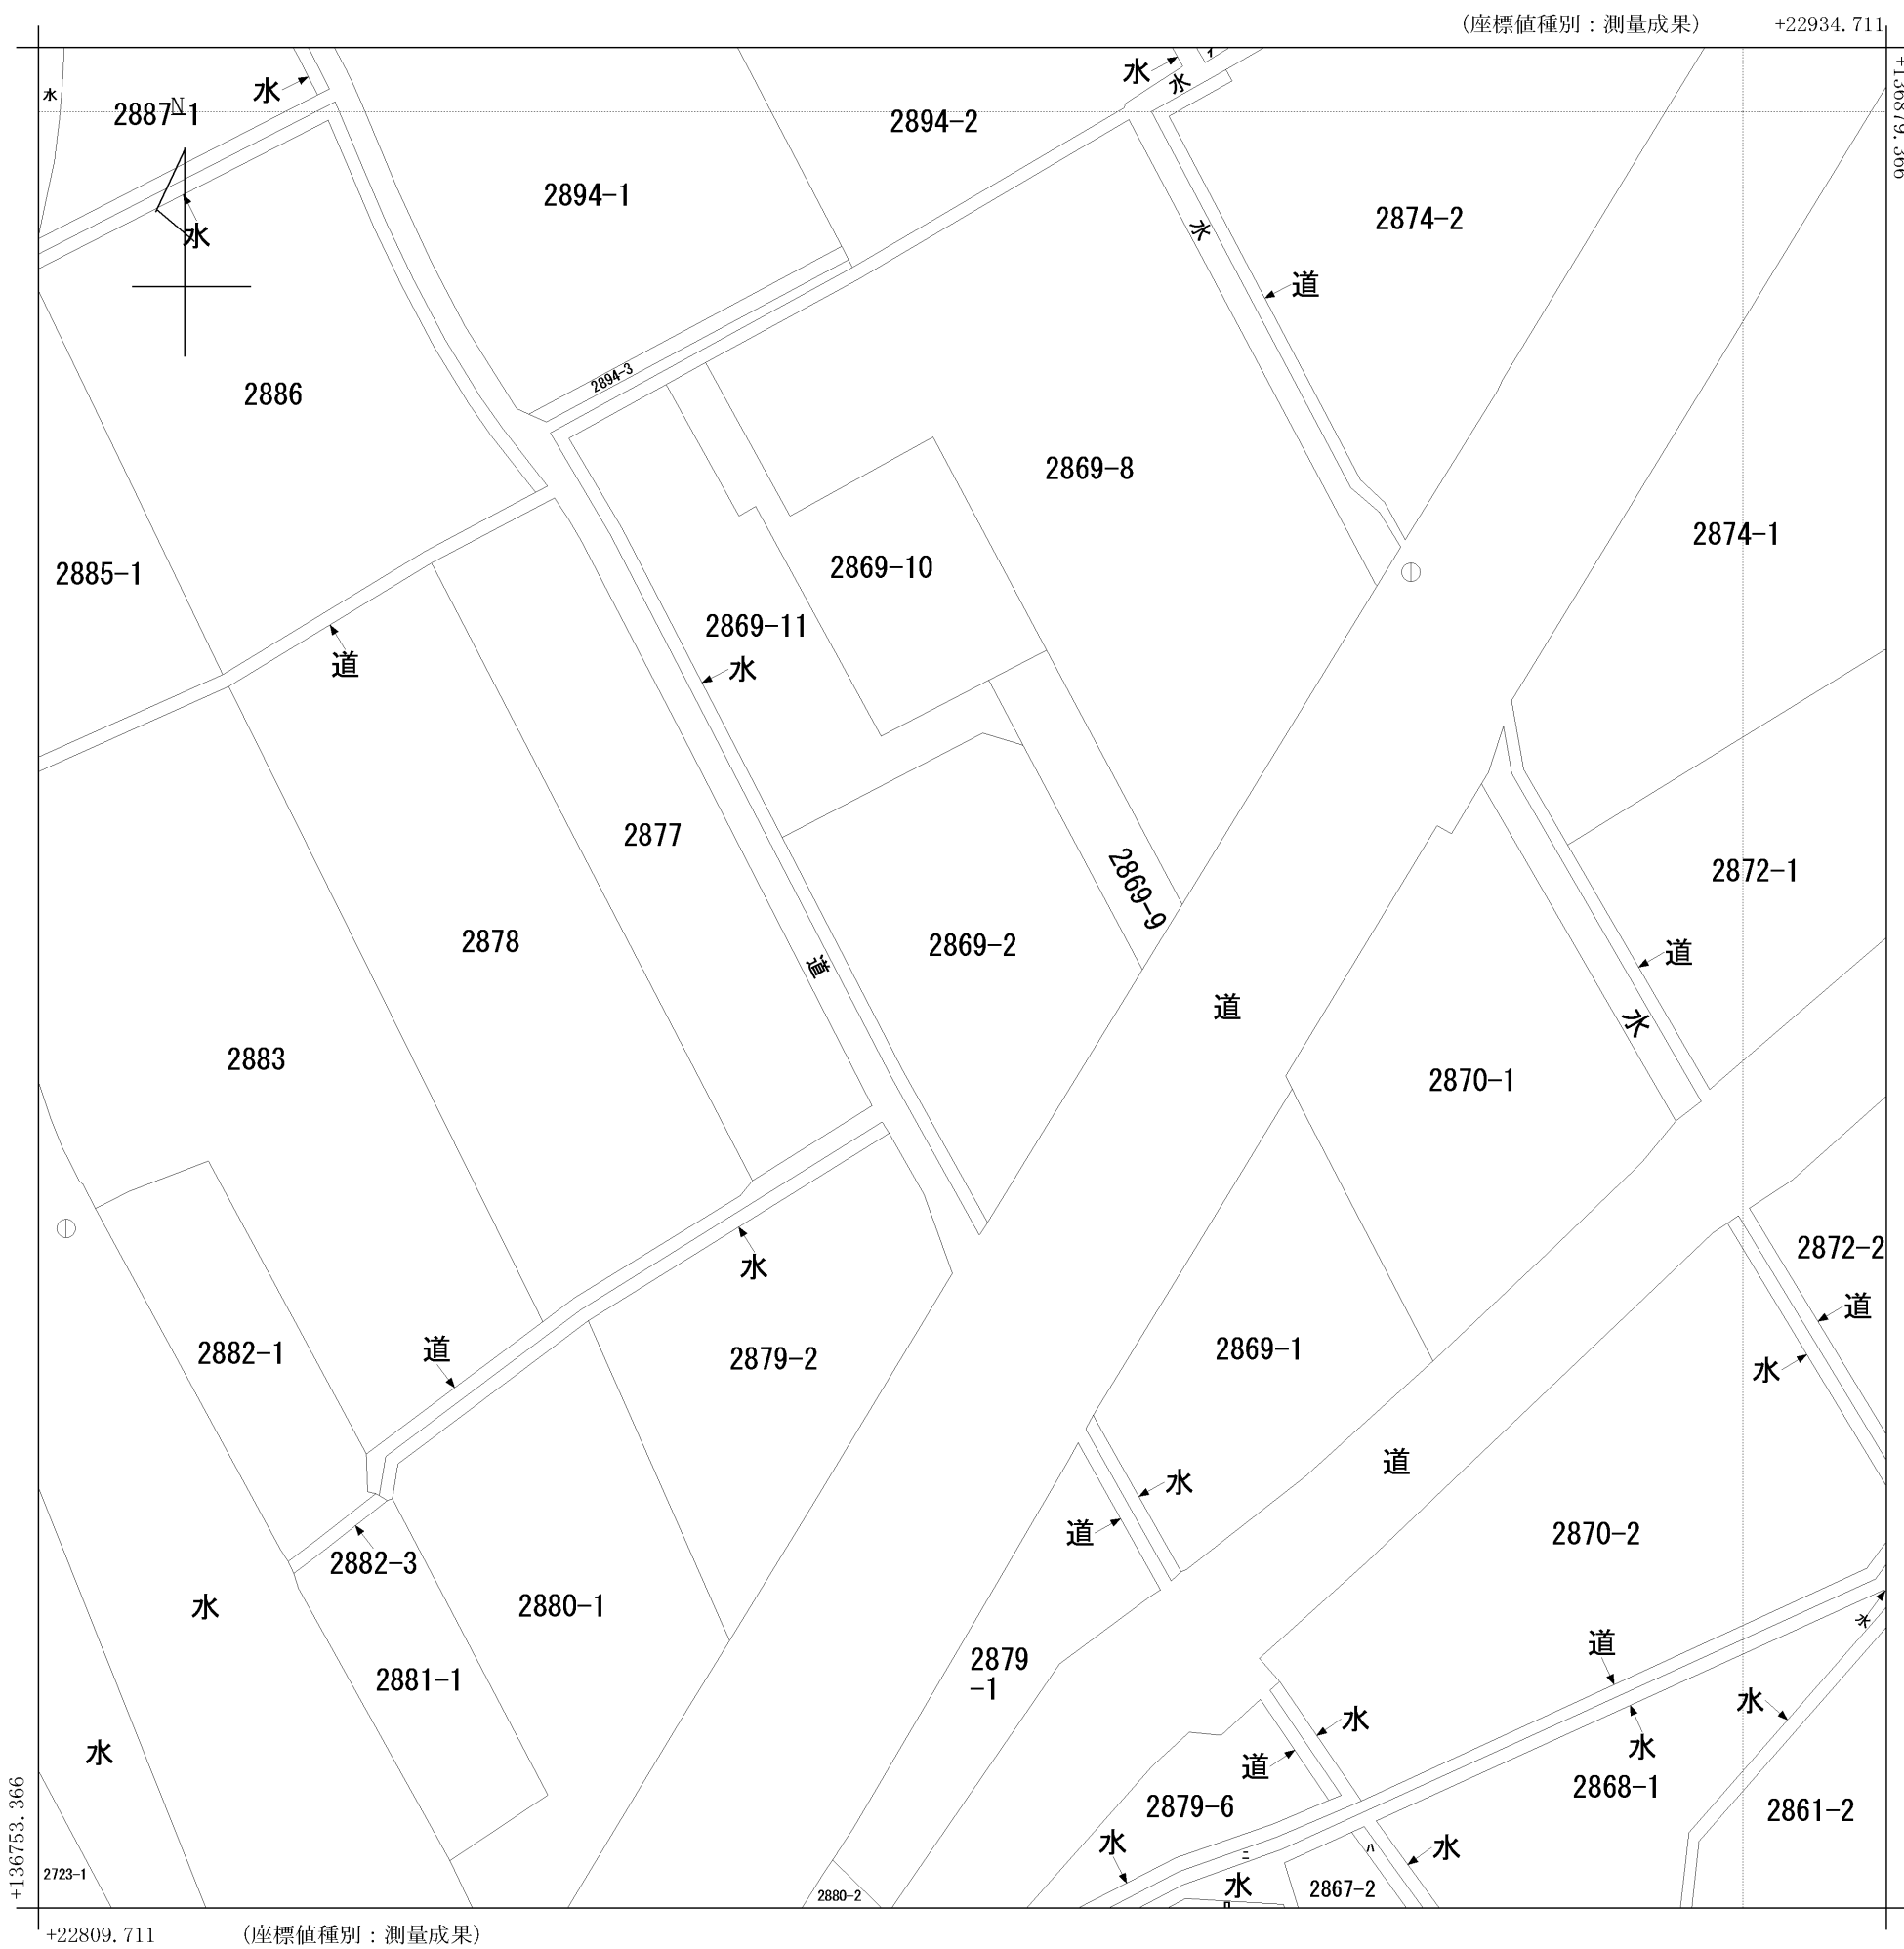 (座標値種別：測量成果) +22934.711
+136879.366
イ
水
水
水
水
2887-1
N
2894-2
2894-1
2874-2
水
水
道
2894-3
2886
2869-8
2874-1
2869-10
2885-1
2869-11
道
水
2877
2869-9
2872-1
2878
2869-2
道
道
道
水
2883
2870-1
2872-2
水
道
2882-1
道
2879-2
2869-1
水
道
水
道
2870-2
2882-3
水
2880-1
水
道
2879
-1
2881-1
水
水
水
水
道
2868-1
2879-6
2861-2
水
水
ハ
ニ
2723-1
2880-2
水
2867-2
+136753.366
+22809.711 (座標値種別：測量成果)